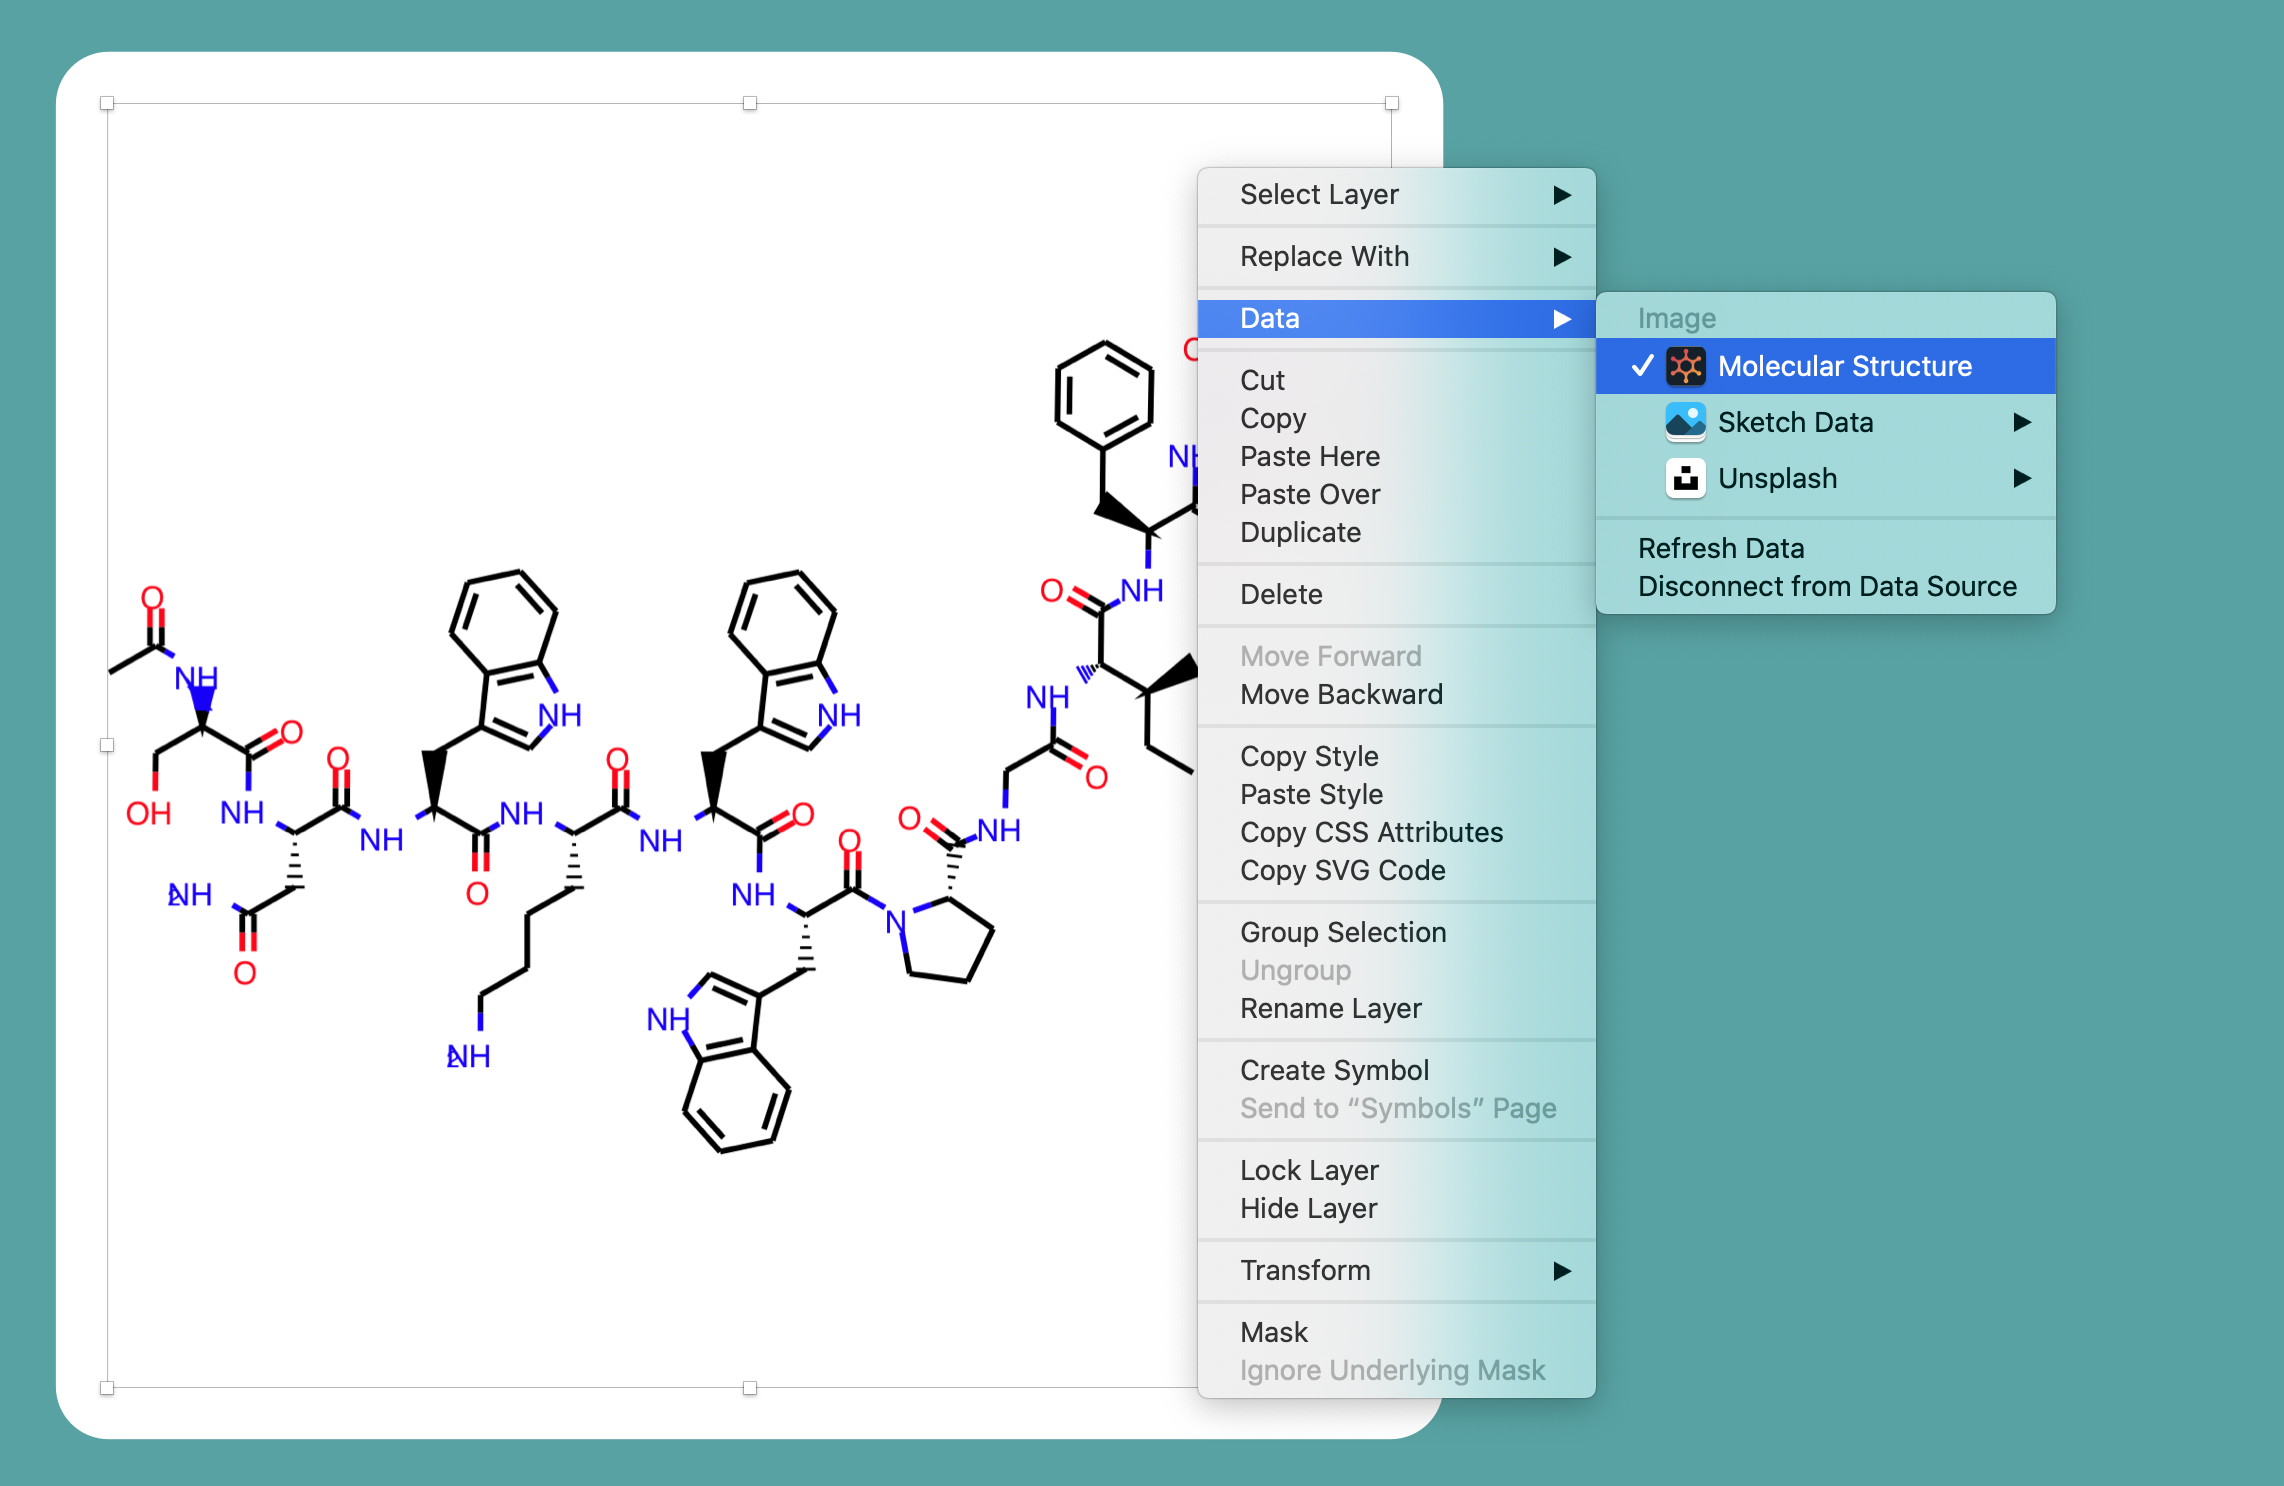 Select Layer
Replace With
Data
Cut
Copy
Paste Here
Paste Over
Duplicate
Delete
Move Forward
Move Backward
Copy Style
Paste Style
Copy CSS Attributes
Copy SVG Code
Group Selection
Ungroup
Rename Layer
Create Symbol
Send to “Symbols” Page
Lock Layer
Hide Layer
Transform
Mask
Ignore Underlying Mask
Image
Molecular Structure
Sketch Data
Unsplash
Refresh Data
Disconnect from Data Source
O
NH
O
OH
NH
O
NH
NH
O
NH
NH
O
NH
O
NH
NH
O
NH
O
N
O
NH
O
NH
O
NH
NH